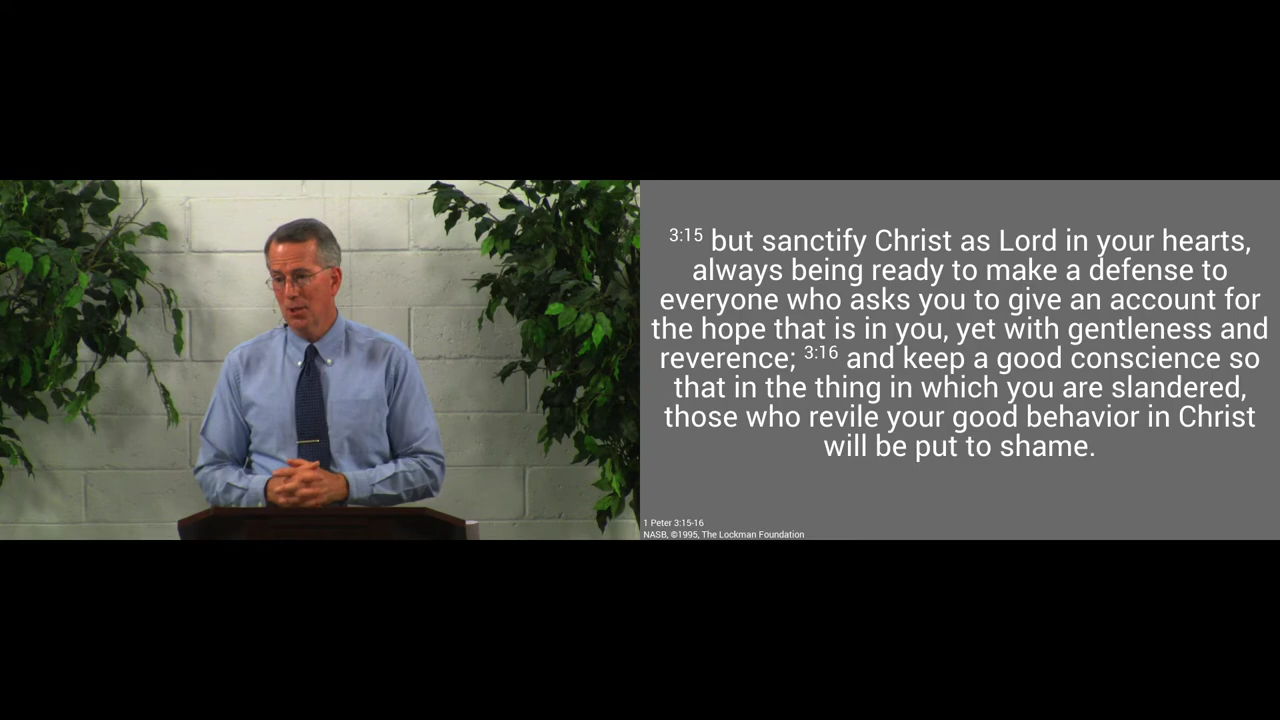 3:15 but sanctify Christ as Lord in your hearts,
always being ready to make a defense to
everyone who asks you to give an account for
the hope that is in you, yet with gentleness and
reverence; 3:16 and keep a good conscience so
that in the thing in which you are slandered,
those who revile your good behavior in Christ
will be put to shame.
1 Peter 3:15-16
NASB, ©1995, The Lockman Foundation